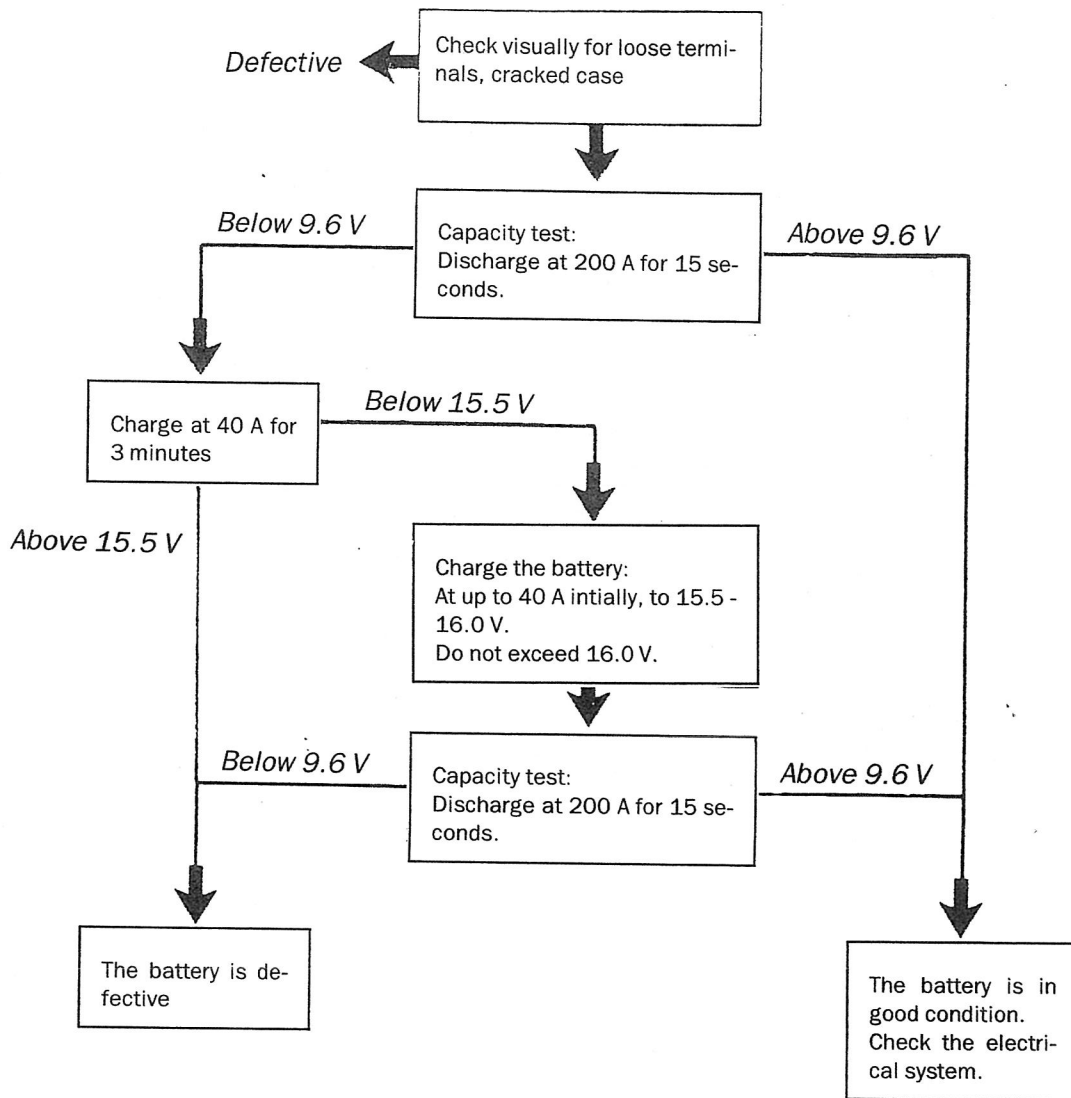 Check visually for loose termi-
nals, cracked case
Defective
Below 9.6 V
Capacity test:
Discharge at 200 A for 15 se-
conds.
Above 9.6 V
Charge at 40 A for
3 minutes
Below 15.5 V
Above 15.5 V
Charge the battery:
At up to 40 A intially, to 15.5 -
16.0 V.
Do not exceed 16.0 V.
Below 9.6 V
Capacity test:
Discharge at 200 A for 15 se-
conds.
Above 9.6 V
The battery is de-
fective
The battery is in
good condition.
Check the electri-
cal system.